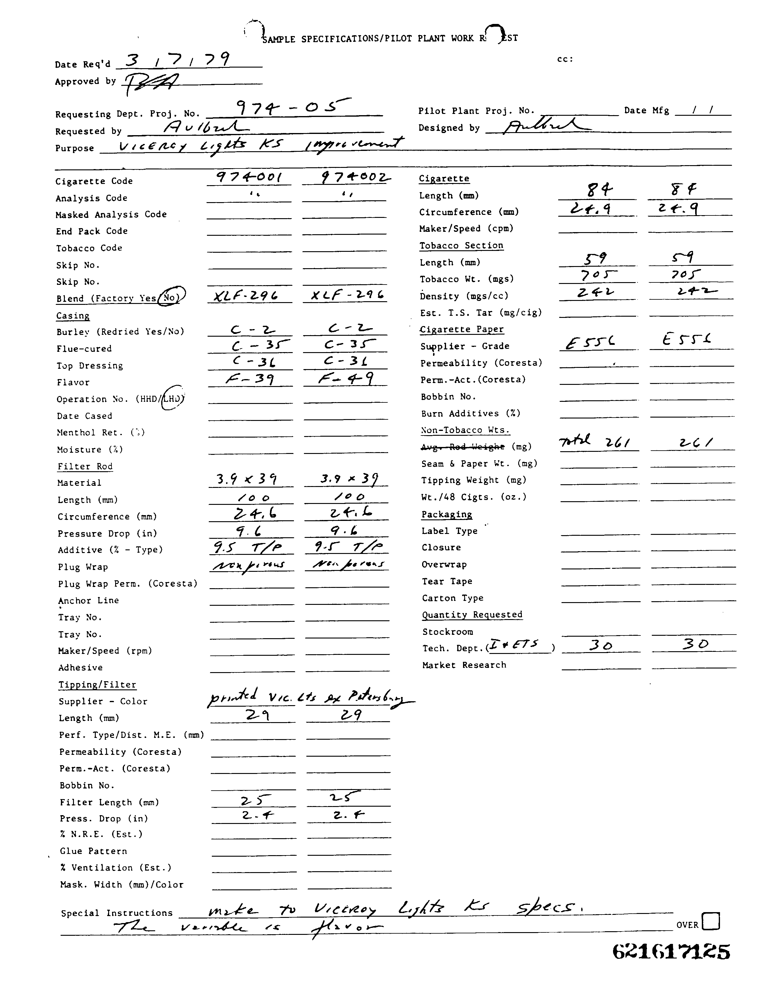 SAMPLE SPECIFICATIONS/PILOT PLANT WORK R ST
cc:
Date Req'd 3/7/79
Approved by
Requesting Dept. Proj. No. 974-05
Pilot Plant Proj. No. Date Mfg / /
Requested by Aulbach
Designed by Aulbach
Purpose VICEROY Lights KS improvement
Cigarette Code 974001 974002
Analysis Code " "
Masked Analysis Code
End Pack Code
Tobacco Code
Skip No.
Skip No.
Blend (Factory Yes/No) XLF-296 XLF-296
Casing
Burley (Redried Yes/No) C-2 C-2
Flue-cured C-35 C-35
Top Dressing C-36 C-36
Flavor F-39 F-49
Operation No. (HHD/LHD)
Date Cased
Menthol Ret. (%)
Moisture (%)
Filter Rod
Material 3.9 x 39 3.9 x 39
Length (mm) 100 100
Circumference (mm) 24.6 24.6
Pressure Drop (in) 9.6 9.6
Additive (% - Type) 9.5 T/P 9.5 T/P
Plug Wrap Non porous Non porous
Plug Wrap Perm. (Coresta)
Anchor Line
Tray No.
Tray No.
Maker/Speed (rpm)
Adhesive
Tipping/Filter
Supplier - Color printed Vic. Lts ex Petersburg
Length (mm) 29 29
Perf. Type/Dist. M.E. (mm)
Permeability (Coresta)
Perm.-Act. (Coresta)
Bobbin No.
Filter Length (mm) 25 25
Press. Drop (in) 2.4 2.4
% N.R.E. (Est.)
Glue Pattern
% Ventilation (Est.)
Mask. Width (mm)/Color
Cigarette
Length (mm) 84 84
Circumference (mm) 24.9 24.9
Maker/Speed (cpm)
Tobacco Section
Length (mm) 59 59
Tobacco Wt. (mgs) 705 705
Density (mgs/cc) 242 242
Est. T.S. Tar (mg/cig)
Cigarette Paper
Supplier - Grade E556 E556
Permeability (Coresta)
Perm.-Act.(Coresta)
Bobbin No.
Burn Additives (%)
Non-Tobacco Wts.
Avg. Rod Weight (mg) Total 261 261
Seam & Paper Wt. (mg)
Tipping Weight (mg)
Wt./48 Cigts. (oz.)
Packaging
Label Type
Closure
Overwrap
Tear Tape
Carton Type
Quantity Requested
Stockroom
Tech. Dept. (I & ETS) 30 30
Market Research
Special Instructions make to Viceroy Lights KS specs.
The variable is flavor
OVER
621617125